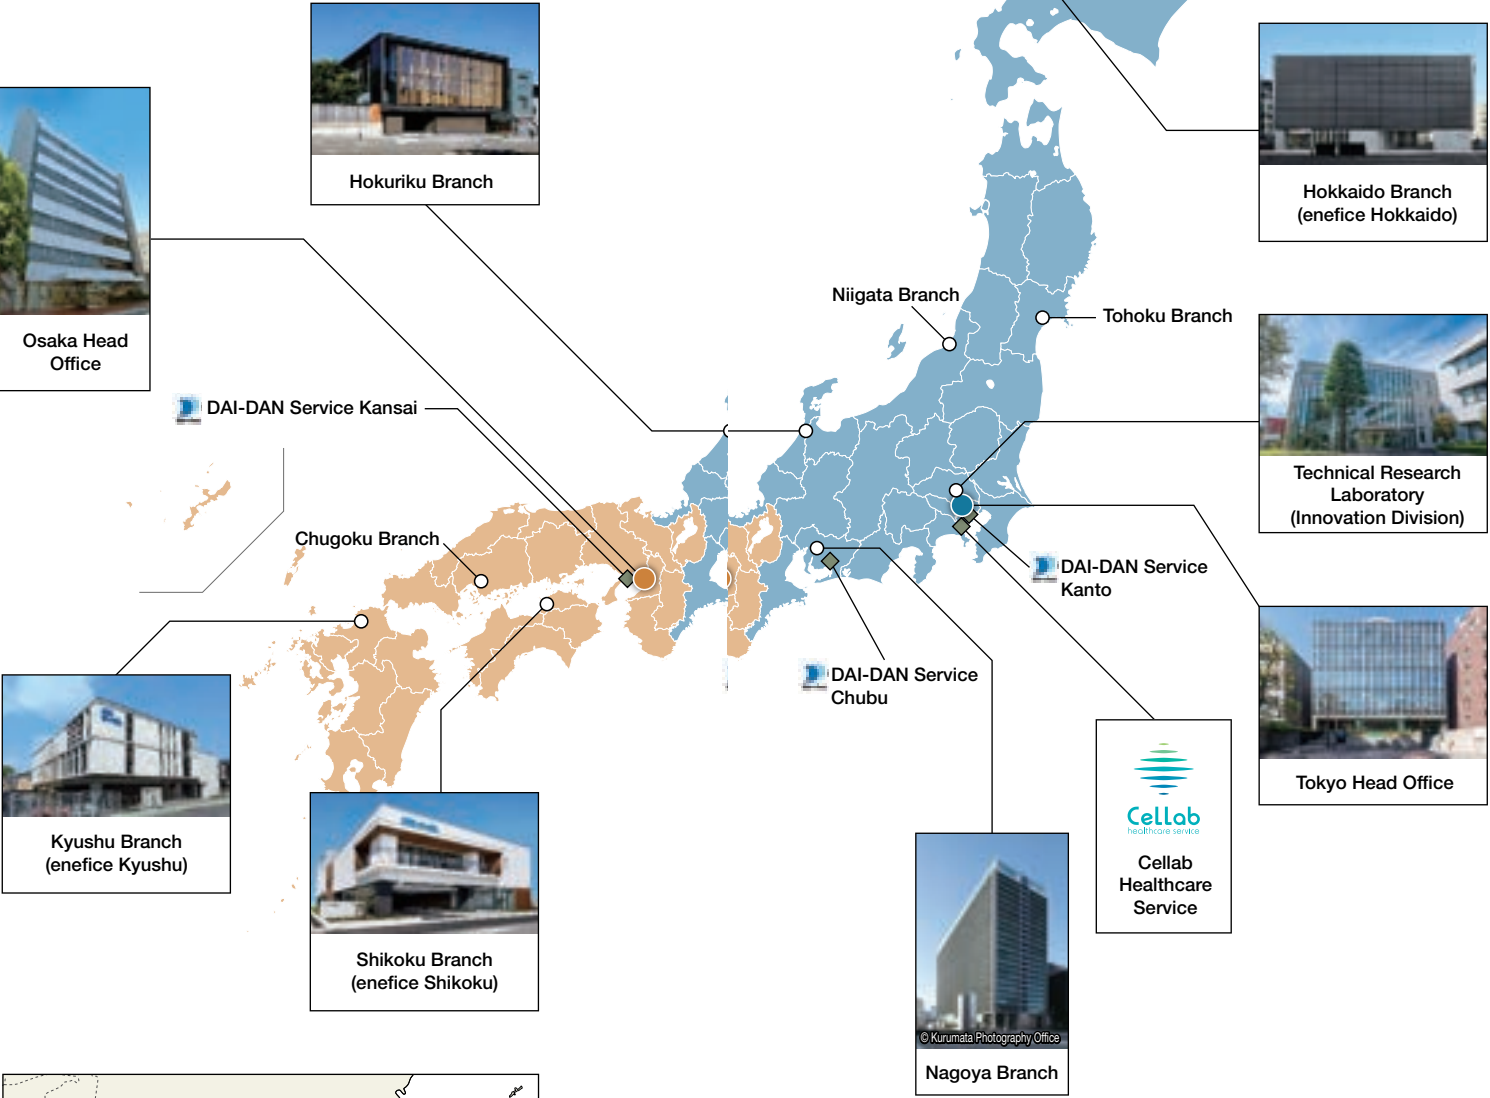 Hokuriku Branch
Hokkaido Branch
(enefice Hokkaido)
Osaka Head
Office
Niigata Branch
Tohoku Branch
DAI-DAN Service Kansai
Technical Research
Laboratory
(Innovation Division)
Chugoku Branch
DAI-DAN Service
Kanto
DAI-DAN Service
Chubu
Tokyo Head Office
Cellab
healthcare service
Cellab
Healthcare
Service
Kyushu Branch
(enefice Kyushu)
Shikoku Branch
(enefice Shikoku)
© Kurumata Photography Office
Nagoya Branch